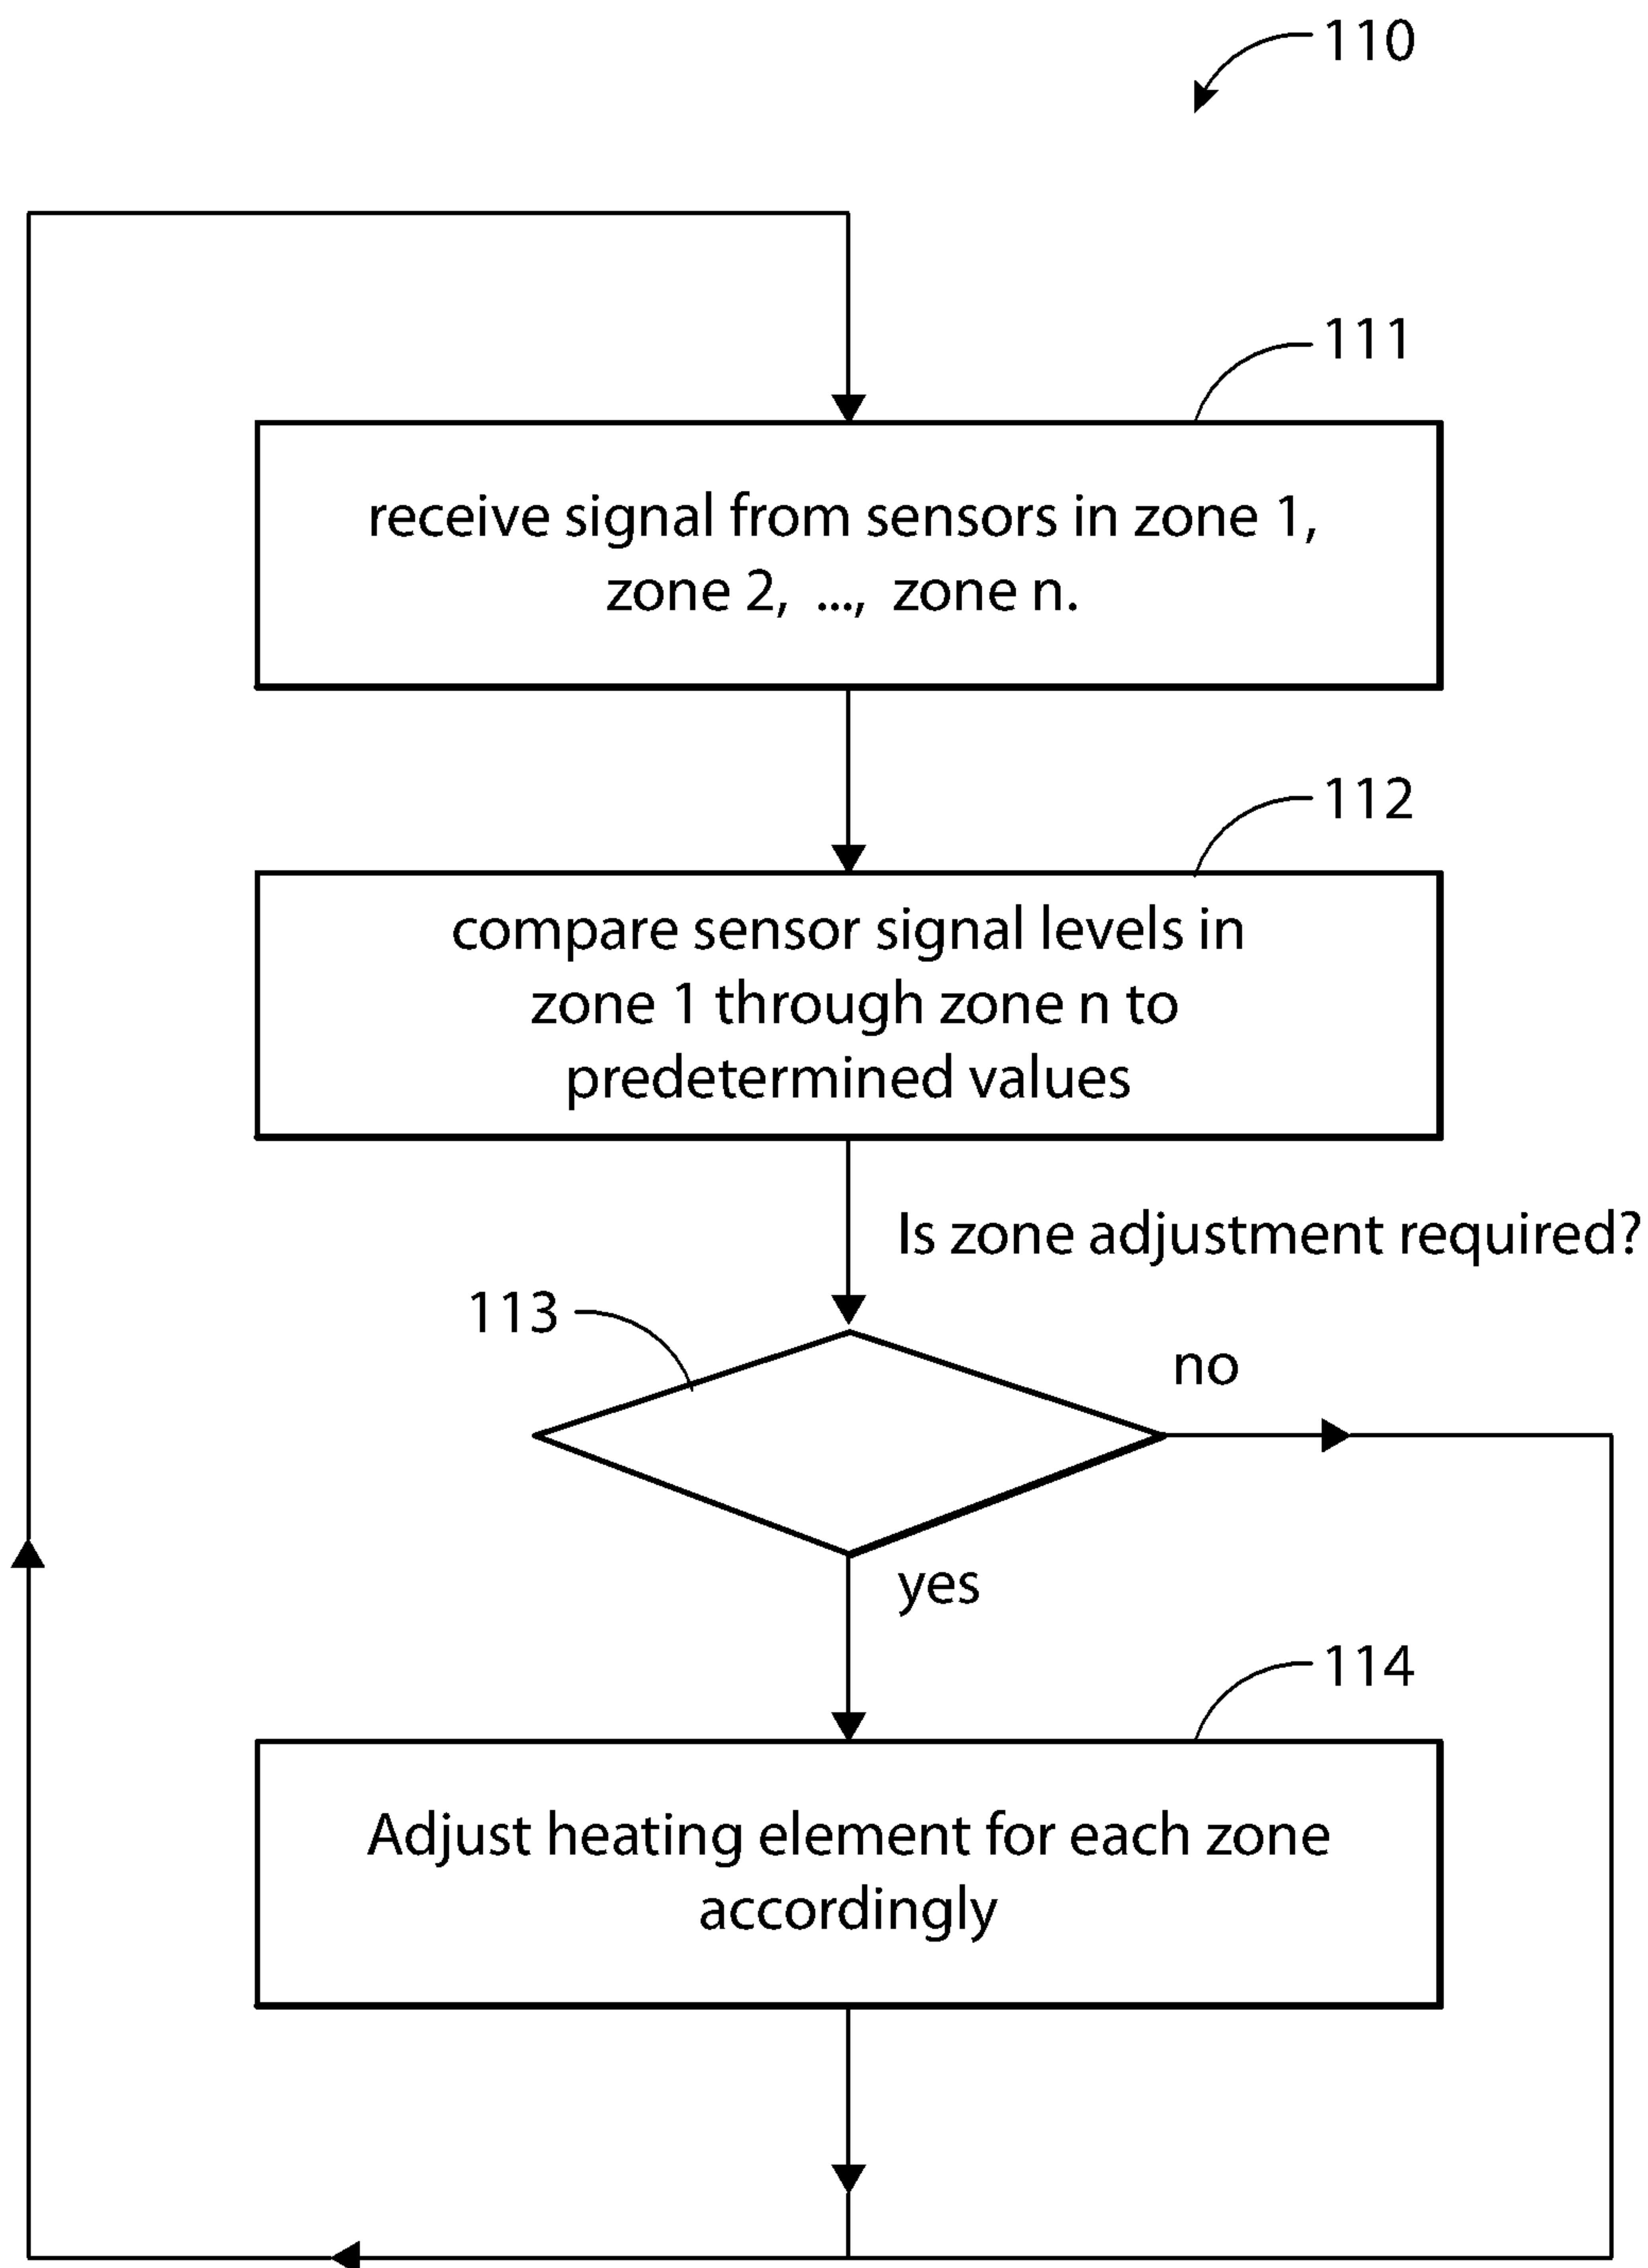 110
111
receive signal from sensors in zone 1,
zone 2, ..., zone n.
112
compare sensor signal levels in
zone 1 through zone n to
predetermined values
Is zone adjustment required?
113
no
yes
114
Adjust heating element for each zone
accordingly